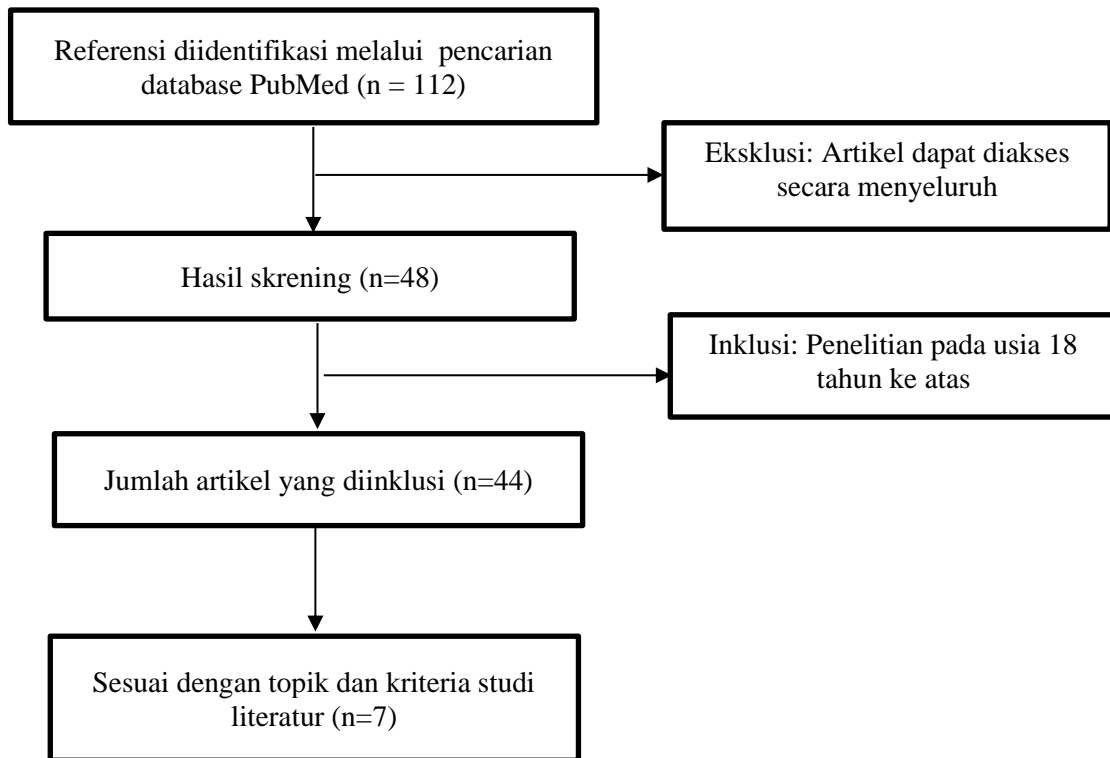 Referensi diidentifikasi melalui pencarian
database PubMed (n = 112)
Eksklusi: Artikel dapat diakses
secara menyeluruh
Hasil skrening (n=48)
Inklusi: Penelitian pada usia 18
tahun ke atas
Jumlah artikel yang diinklusi (n=44)
Sesuai dengan topik dan kriteria studi
literatur (n=7)